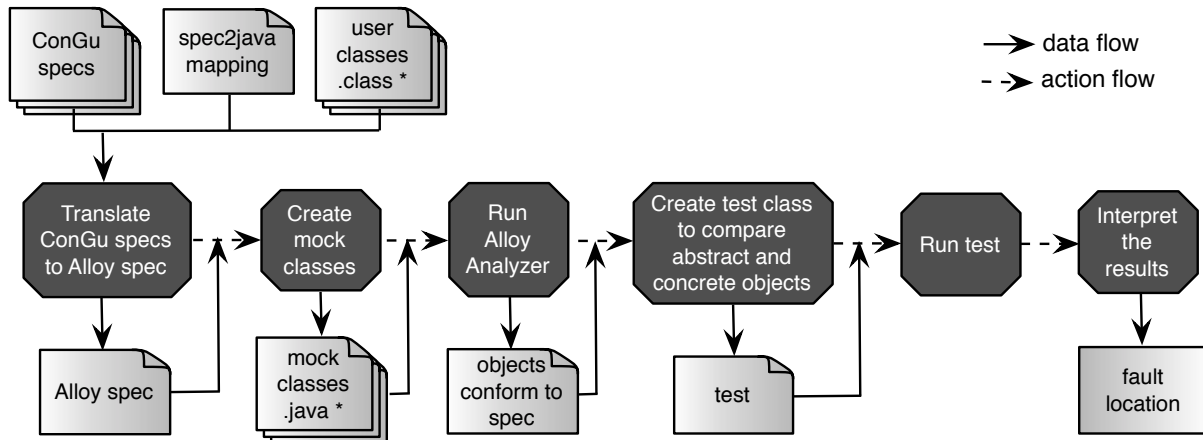 ConGu
specs
spec2java
mapping
user
classes
.class *
data flow
action flow
Translate
ConGu specs
to Alloy spec
Create
mock
classes
Run
Alloy
Analyzer
Create test class
to compare
abstract and
concrete objects
Run test
Interpret
the
results
Alloy spec
mock
classes
.java *
objects
conform to
spec
test
fault
location